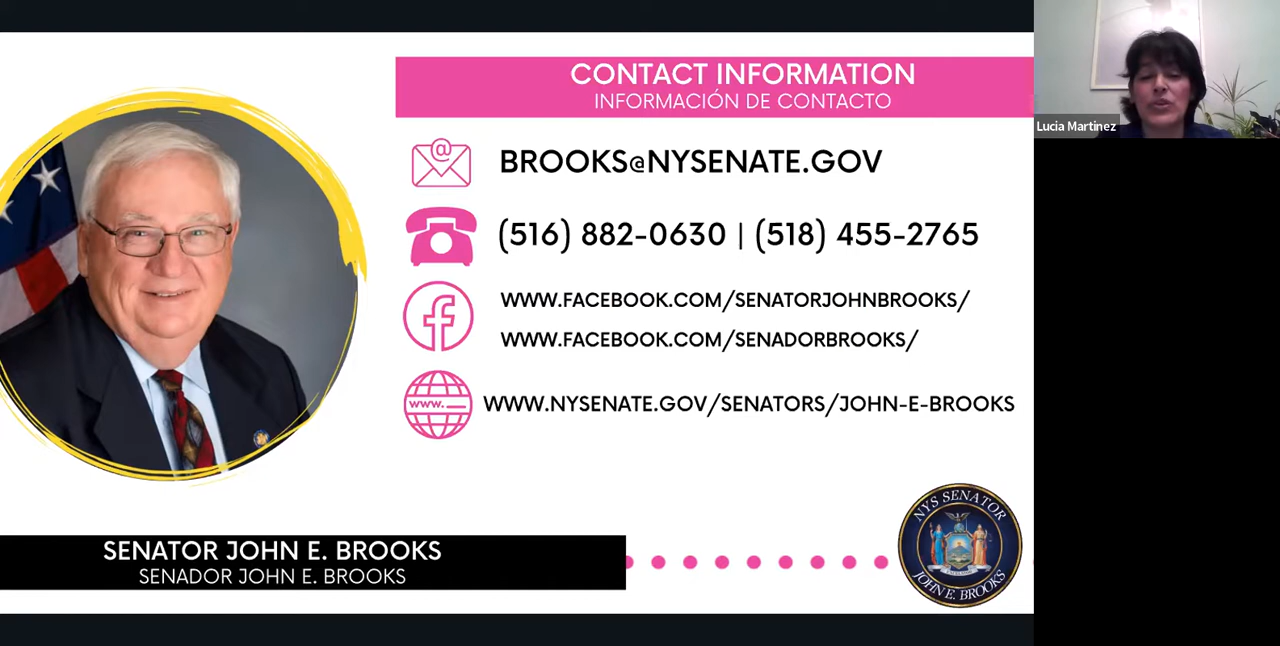 CONTACT INFORMATION
INFORMACIÓN DE CONTACTO
BROOKS@NYSENATE.GOV
(516) 882-0630 | (518) 455-2765
WWW.FACEBOOK.COM/SENATORJOHNBROOKS/
WWW.FACEBOOK.COM/SENADORBROOKS/
www.
WWW.NYSENATE.GOV/SENATORS/JOHN-E-BROOKS
SENATOR JOHN E. BROOKS
SENADOR JOHN E. BROOKS
NYS SENATOR
JOHN E. BROOKS
Lucia Martinez